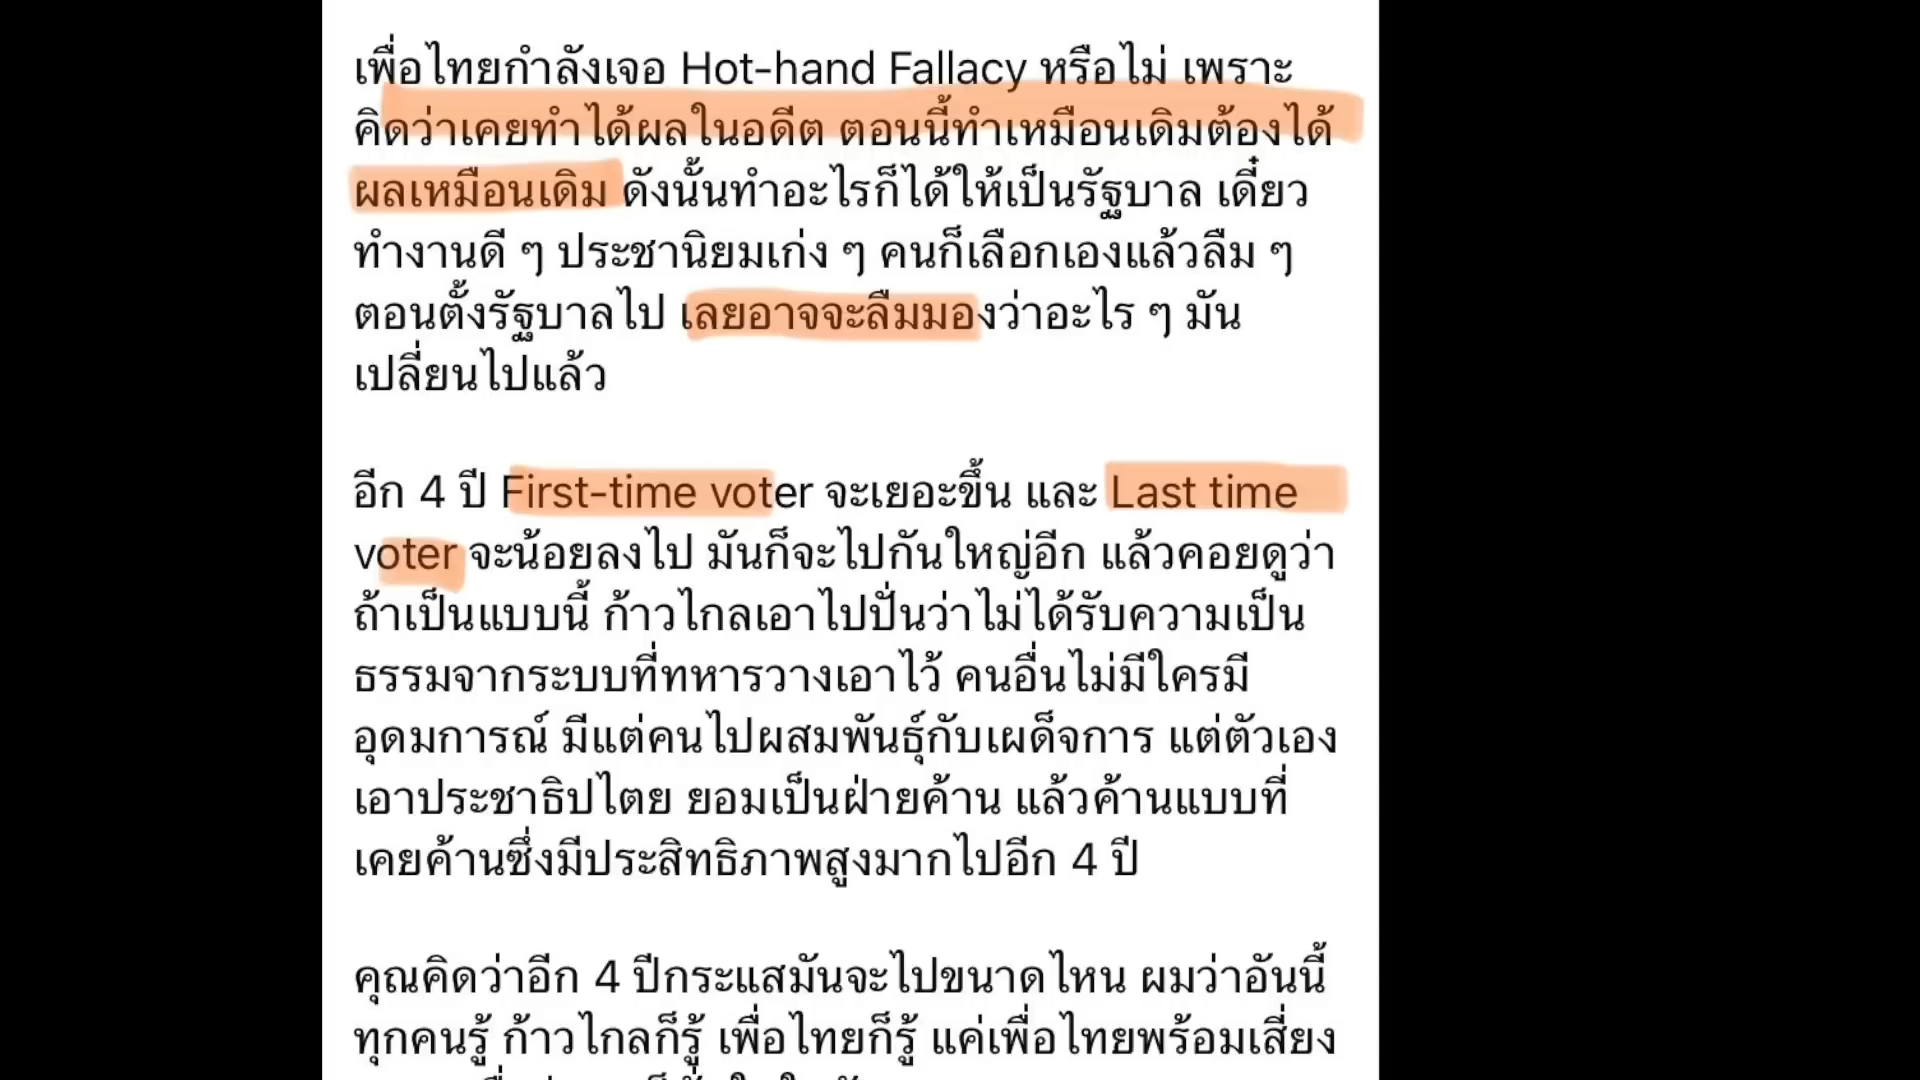 เพื่อไทยกำลังเจอ Hot-hand Fallacy หรือไม่ เพราะ
คิดว่าเคยทำได้ผลในอดีต ตอนนี้ทำเหมือนเดิมต้องได้
ผลเหมือนเดิม ดังนั้นทำอะไรก็ได้ให้เป็นรัฐบาล เดี๋ยว
ทำงานดี ๆ ประชานิยมเก่ง ๆ คนก็เลือกเองแล้วลืม ๆ
ตอนตั้งรัฐบาลไป เลยอาจจะลืมมองว่าอะไร ๆ มัน
เปลี่ยนไปแล้ว
อีก 4 ปี First-time voter จะเยอะขึ้น และ Last time
voter จะน้อยลงไป มันก็จะไปกันใหญ่อีก แล้วคอยดูว่า
ถ้าเป็นแบบนี้ ก้าวไกลเอาไปปั่นว่าไม่ได้รับความเป็น
ธรรมจากระบบที่ทหารวางเอาไว้ คนอื่นไม่มีใครมี
อุดมการณ์ มีแต่คนไปผสมพันธุ์กับเผด็จการ แต่ตัวเอง
เอาประชาธิปไตย ยอมเป็นฝ่ายค้าน แล้วค้านแบบที่
เคยค้านซึ่งมีประสิทธิภาพสูงมากไปอีก 4 ปี
คุณคิดว่าอีก 4 ปีกระแสมันจะไปขนาดไหน ผมว่าอันนี้
ทุกคนรู้ ก้าวไกลก็รู้ เพื่อไทยก็รู้ แค่เพื่อไทยพร้อมเสี่ยง